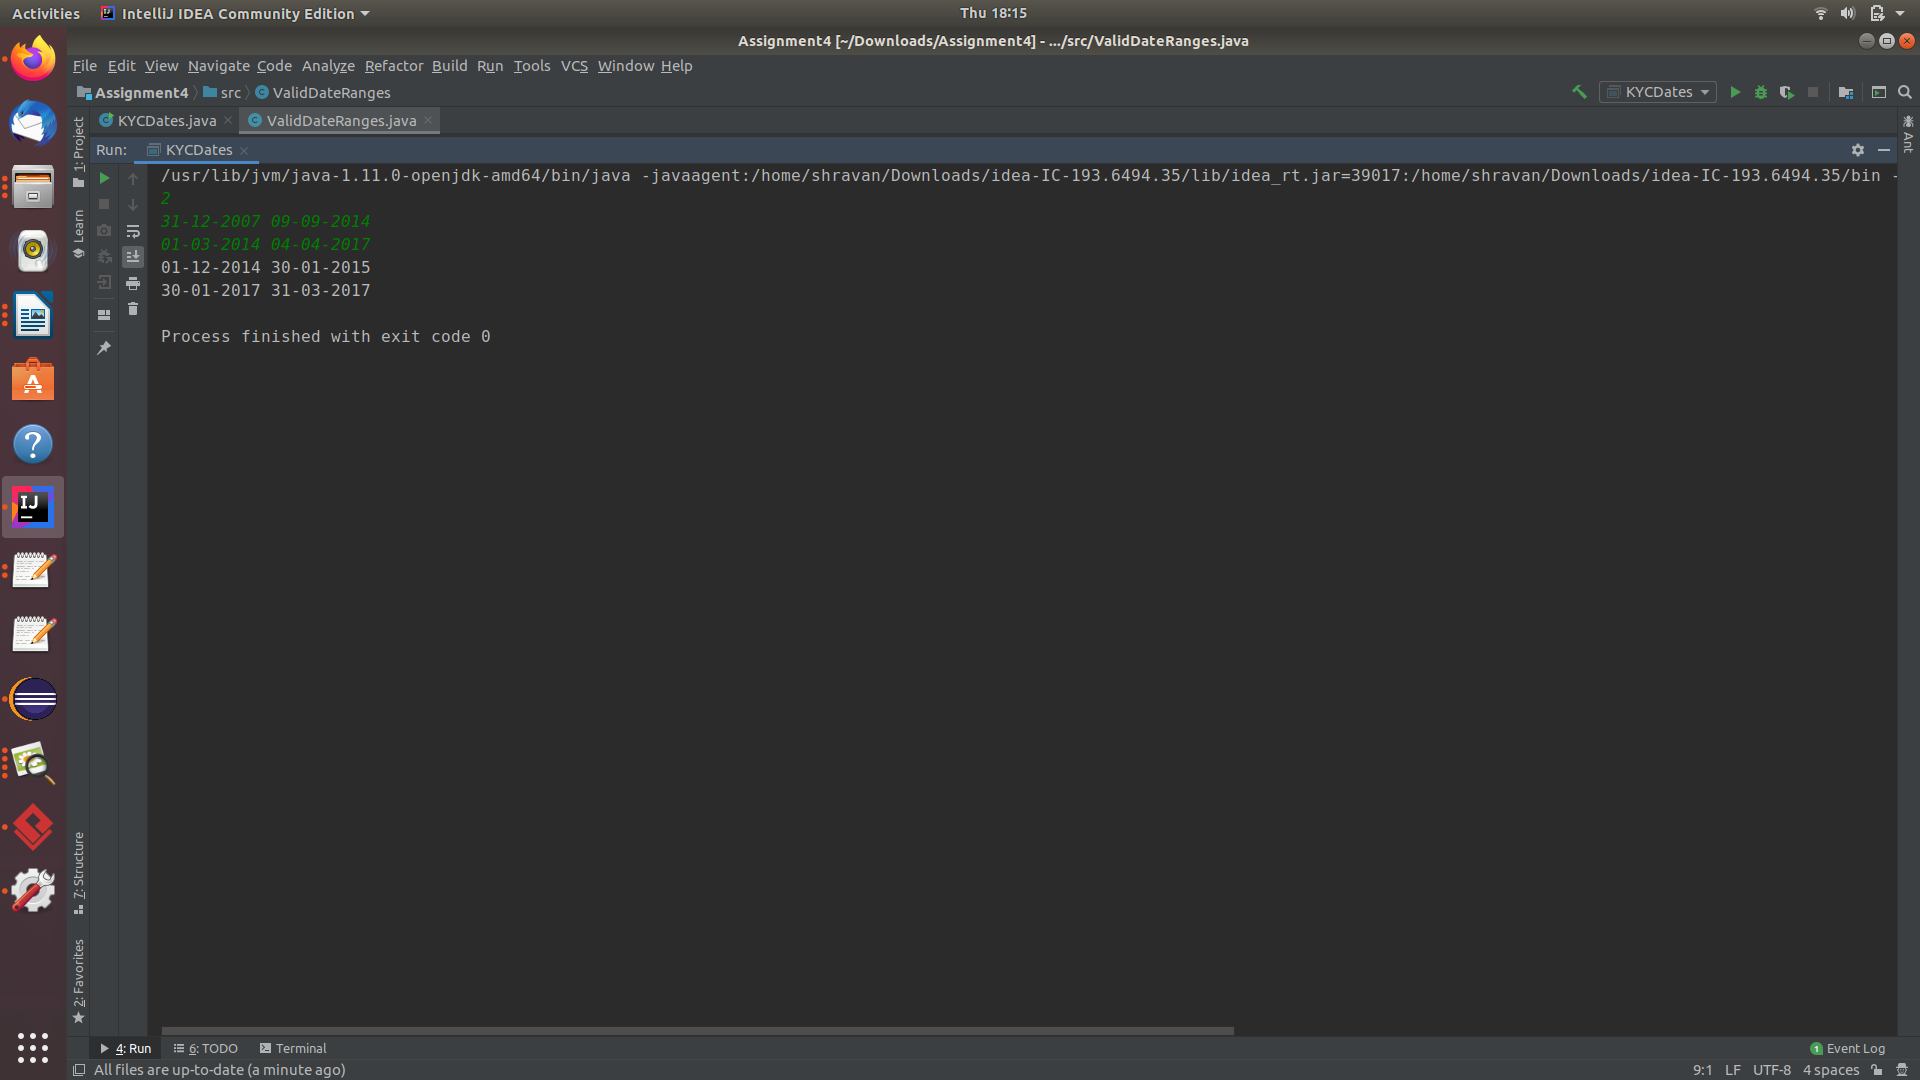 Activities IntelliJ IDEA Community Edition Thu 18:15
Assignment4 [~/Downloads/Assignment4] - .../src/ValidDateRanges.java
File Edit View Navigate Code Analyze Refactor Build Run Tools VCS Window Help
Assignment4 src ValidDateRanges KYCDates
KYCDates.java ValidDateRanges.java
Run: KYCDates
/usr/lib/jvm/java-1.11.0-openjdk-amd64/bin/java -javaagent:/home/shravan/Downloads/idea-IC-193.6494.35/lib/idea_rt.jar=39017:/home/shravan/Downloads/idea-IC-193.6494.35/bin -
2
31-12-2007 09-09-2014
01-03-2014 04-04-2017
01-12-2014 30-01-2015
30-01-2017 31-03-2017
Process finished with exit code 0
1: Project
Learn
7: Structure
2: Favorites
Ant
4: Run 6: TODO Terminal 1 Event Log
All files are up-to-date (a minute ago) 9:1 LF UTF-8 4 spaces